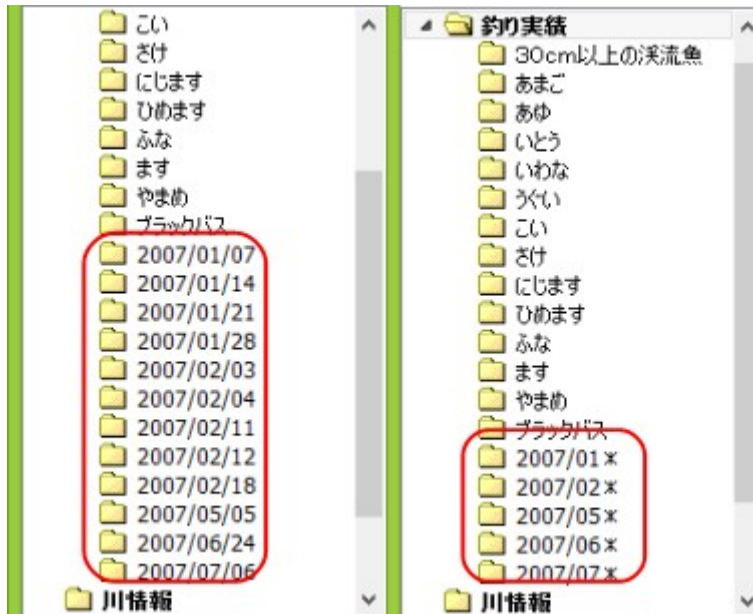 こい
さけ
にじます
ひめます
ふな
ます
やまめ
ブラックバス
2007/01/07
2007/01/14
2007/01/21
2007/01/28
2007/02/03
2007/02/04
2007/02/11
2007/02/12
2007/02/18
2007/05/05
2007/06/24
2007/07/06
川情報
釣り実績
30cm以上の渓流魚
あまご
あゆ
いとう
いわな
うぐい
こい
さけ
にじます
ひめます
ふな
ます
やまめ
ブラックバス
2007/01*
2007/02*
2007/05*
2007/06*
2007/07*
川情報